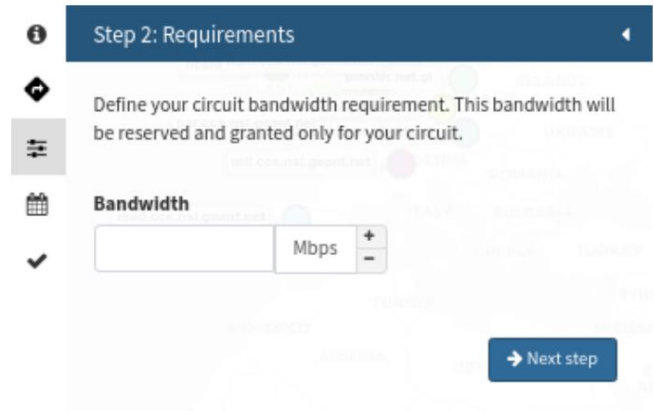 Step 2: Requirements
Define your circuit bandwidth requirement. This bandwidth will
be reserved and granted only for your circuit.
Bandwidth
Mbps
+
−
Next step